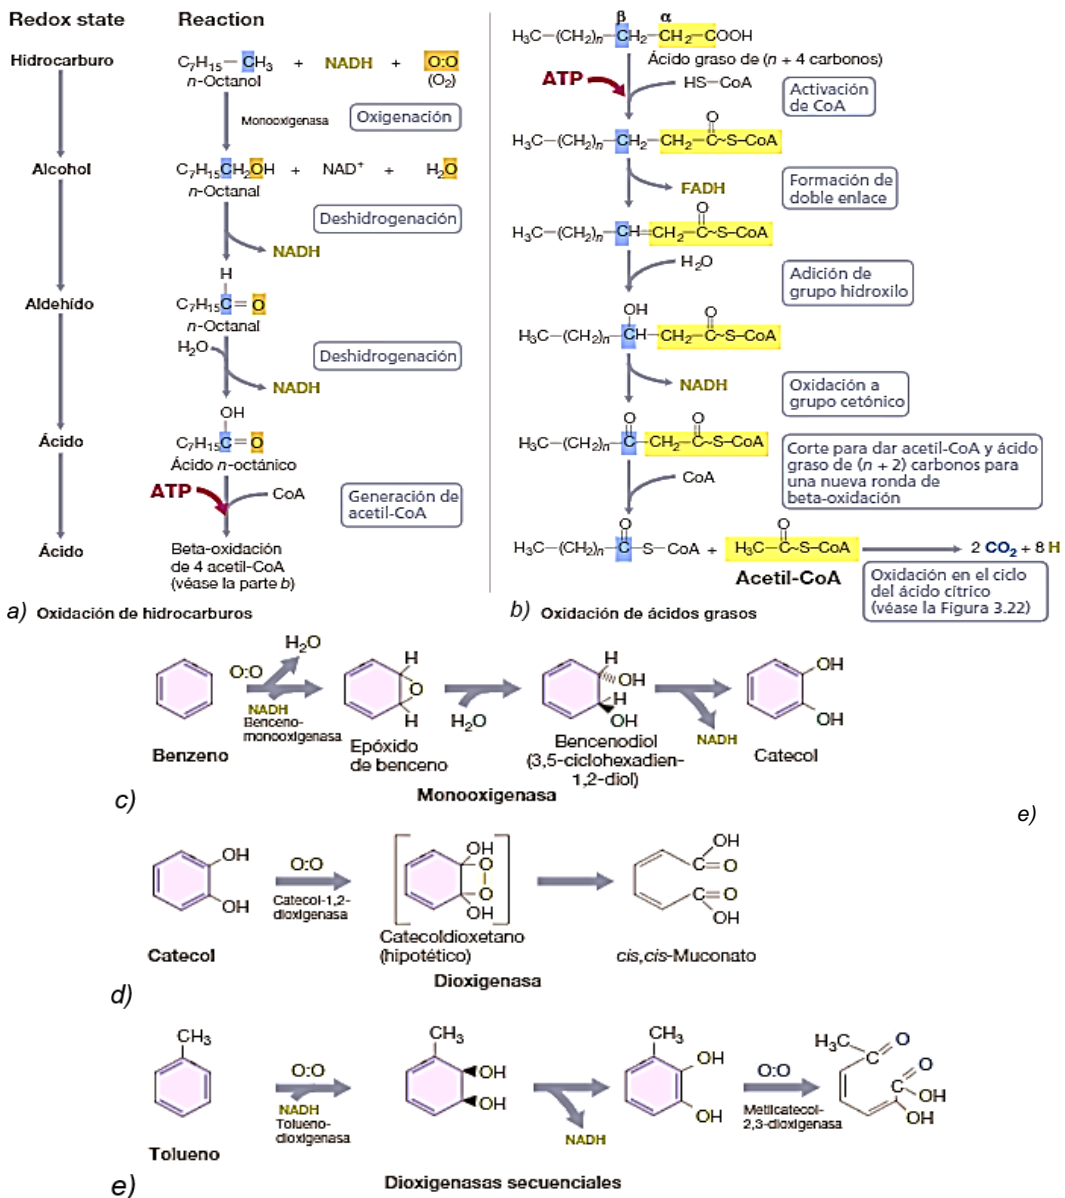 Redox state
Reaction
Hidrocarburo
C₇H₁₅—CH₃ + NADH + O:O
n-Octanol
(O₂)
Monooxigenasa
Oxigenación
Alcohol
C₇H₁₅CH₂OH + NAD⁺ + H₂O
n-Octanal
Deshidrogenación
NADH
H
Aldehído
C₇H₁₅C=O
n-Octanal
H₂O
Deshidrogenación
NADH
OH
Ácido
C₇H₁₅C=O
Ácido n-octánico
ATP
CoA
Generación de
acetil-CoA
Ácido
Beta-oxidación
de 4 acetil-CoA
(véase la parte b)
a) Oxidación de hidrocarburos
β α
H₃C—(CH₂)n—CH₂—CH₂—COOH
Ácido graso de (n + 4 carbonos)
ATP
HS—CoA
Activación
de CoA
O
H₃C—(CH₂)n—CH₂—CH₂—C~S—CoA
FADH
Formación de
doble enlace
O
H₃C—(CH₂)n—CH=CH₂—C~S—CoA
H₂O
Adición de
grupo hidroxilo
OH O
H₃C—(CH₂)n—CH—CH₂—C~S—CoA
NADH
Oxidación a
grupo cetónico
O O
H₃C—(CH₂)n—C—CH₂—C~S—CoA
CoA
Corte para dar acetil-CoA y ácido
graso de (n + 2) carbonos para
una nueva ronda de
beta-oxidación
O O
H₃C—(CH₂)n—C—S—CoA + H₃C—C~S—CoA
2 CO₂ + 8 H
Acetil-CoA
Oxidación en el ciclo
del ácido cítrico
(véase la Figura 3.22)
b) Oxidación de ácidos grasos
Benzeno
O:O
H₂O
NADH
Benceno-
monooxigenasa
H
O
H
Epóxido
de benceno
H₂O
H
OH
H
OH
Bencenodiol
(3,5-ciclohexadien-
1,2-diol)
NADH
OH
OH
Catecol
c)
Monooxigenasa
e)
OH
OH
Catecol
O:O
Catecol-1,2-
dioxigenasa
OH
O
O
OH
Catecoldioxetano
(hipotético)
OH
C=O
C=O
OH
cis,cis-Muconato
d)
Dioxigenasa
CH₃
Tolueno
O:O
NADH
Tolueno-
dioxigenasa
CH₃
OH
OH
NADH
CH₃
OH
OH
O:O
Metilcatecol-
2,3-dioxigenasa
H₃C
C
O
C
O
OH
OH
e)
Dioxigenasas secuenciales